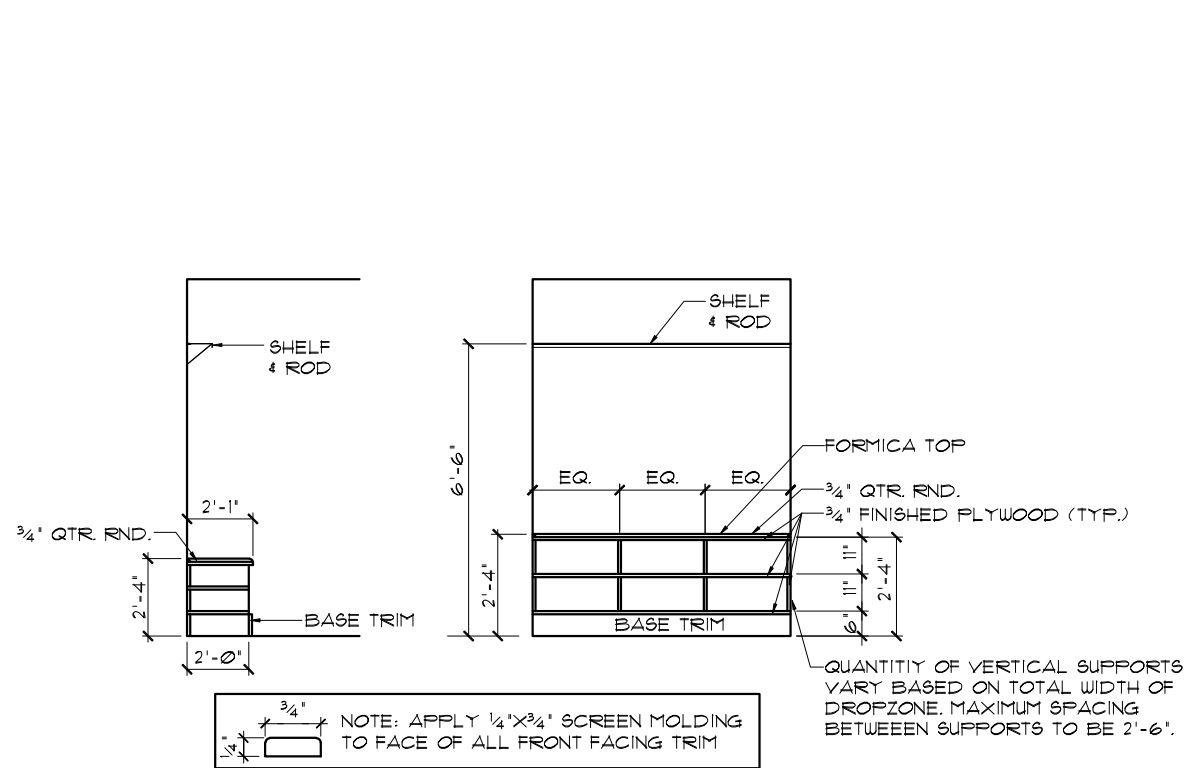 SHELF
& ROD
2'-1"
3/4" QTR. RND.
2'-4"
BASE TRIM
2'-0"
SHELF
& ROD
6'-6"
EQ. EQ. EQ.
FORMICA TOP
3/4" QTR. RND.
3/4" FINISHED PLYWOOD (TYP.)
2'-4"
11"
11"
6"
2'-4"
BASE TRIM
QUANTITIY OF VERTICAL SUPPORTS
VARY BASED ON TOTAL WIDTH OF
DROPZONE. MAXIMUM SPACING
BETWEEEN SUPPORTS TO BE 2'-6".
3/4"
1/4"
NOTE: APPLY 1/4"X3/4" SCREEN MOLDING
TO FACE OF ALL FRONT FACING TRIM